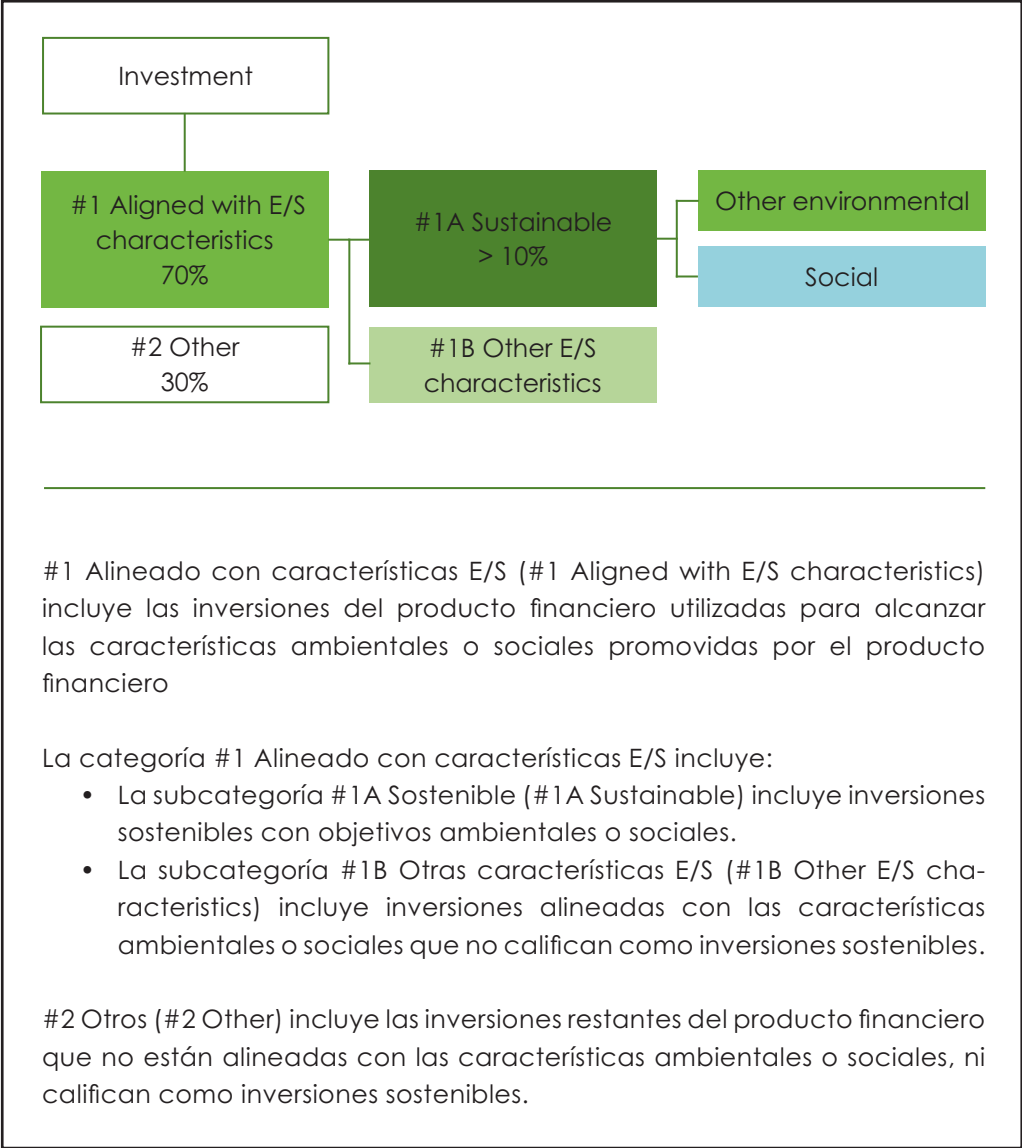 Investment
#1 Aligned with E/S
characteristics
70%
#1A Sustainable
> 10%
Other environmental
Social
#2 Other
30%
#1B Other E/S
characteristics
#1 Alineado con características E/S (#1 Aligned with E/S characteristics)
incluye las inversiones del producto financiero utilizadas para alcanzar
las características ambientales o sociales promovidas por el producto
financiero
La categoría #1 Alineado con características E/S incluye:
• La subcategoría #1A Sostenible (#1A Sustainable) incluye inversiones
sostenibles con objetivos ambientales o sociales.
• La subcategoría #1B Otras características E/S (#1B Other E/S cha-
racteristics) incluye inversiones alineadas con las características
ambientales o sociales que no califican como inversiones sostenibles.
#2 Otros (#2 Other) incluye las inversiones restantes del producto financiero
que no están alineadas con las características ambientales o sociales, ni
califican como inversiones sostenibles.